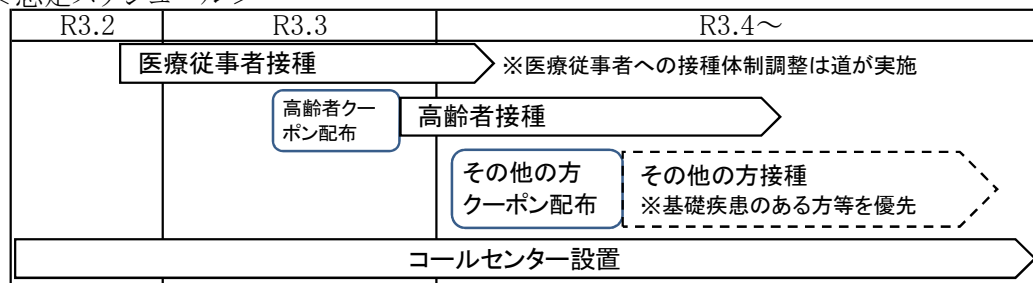 R3.2 R3.3 R3.4～
医療従事者接種 ※医療従事者への接種体制調整は道が実施
高齢者クー
ポン配布
高齢者接種
その他の方
クーポン配布
その他の方接種
※基礎疾患のある方等を優先
コールセンター設置